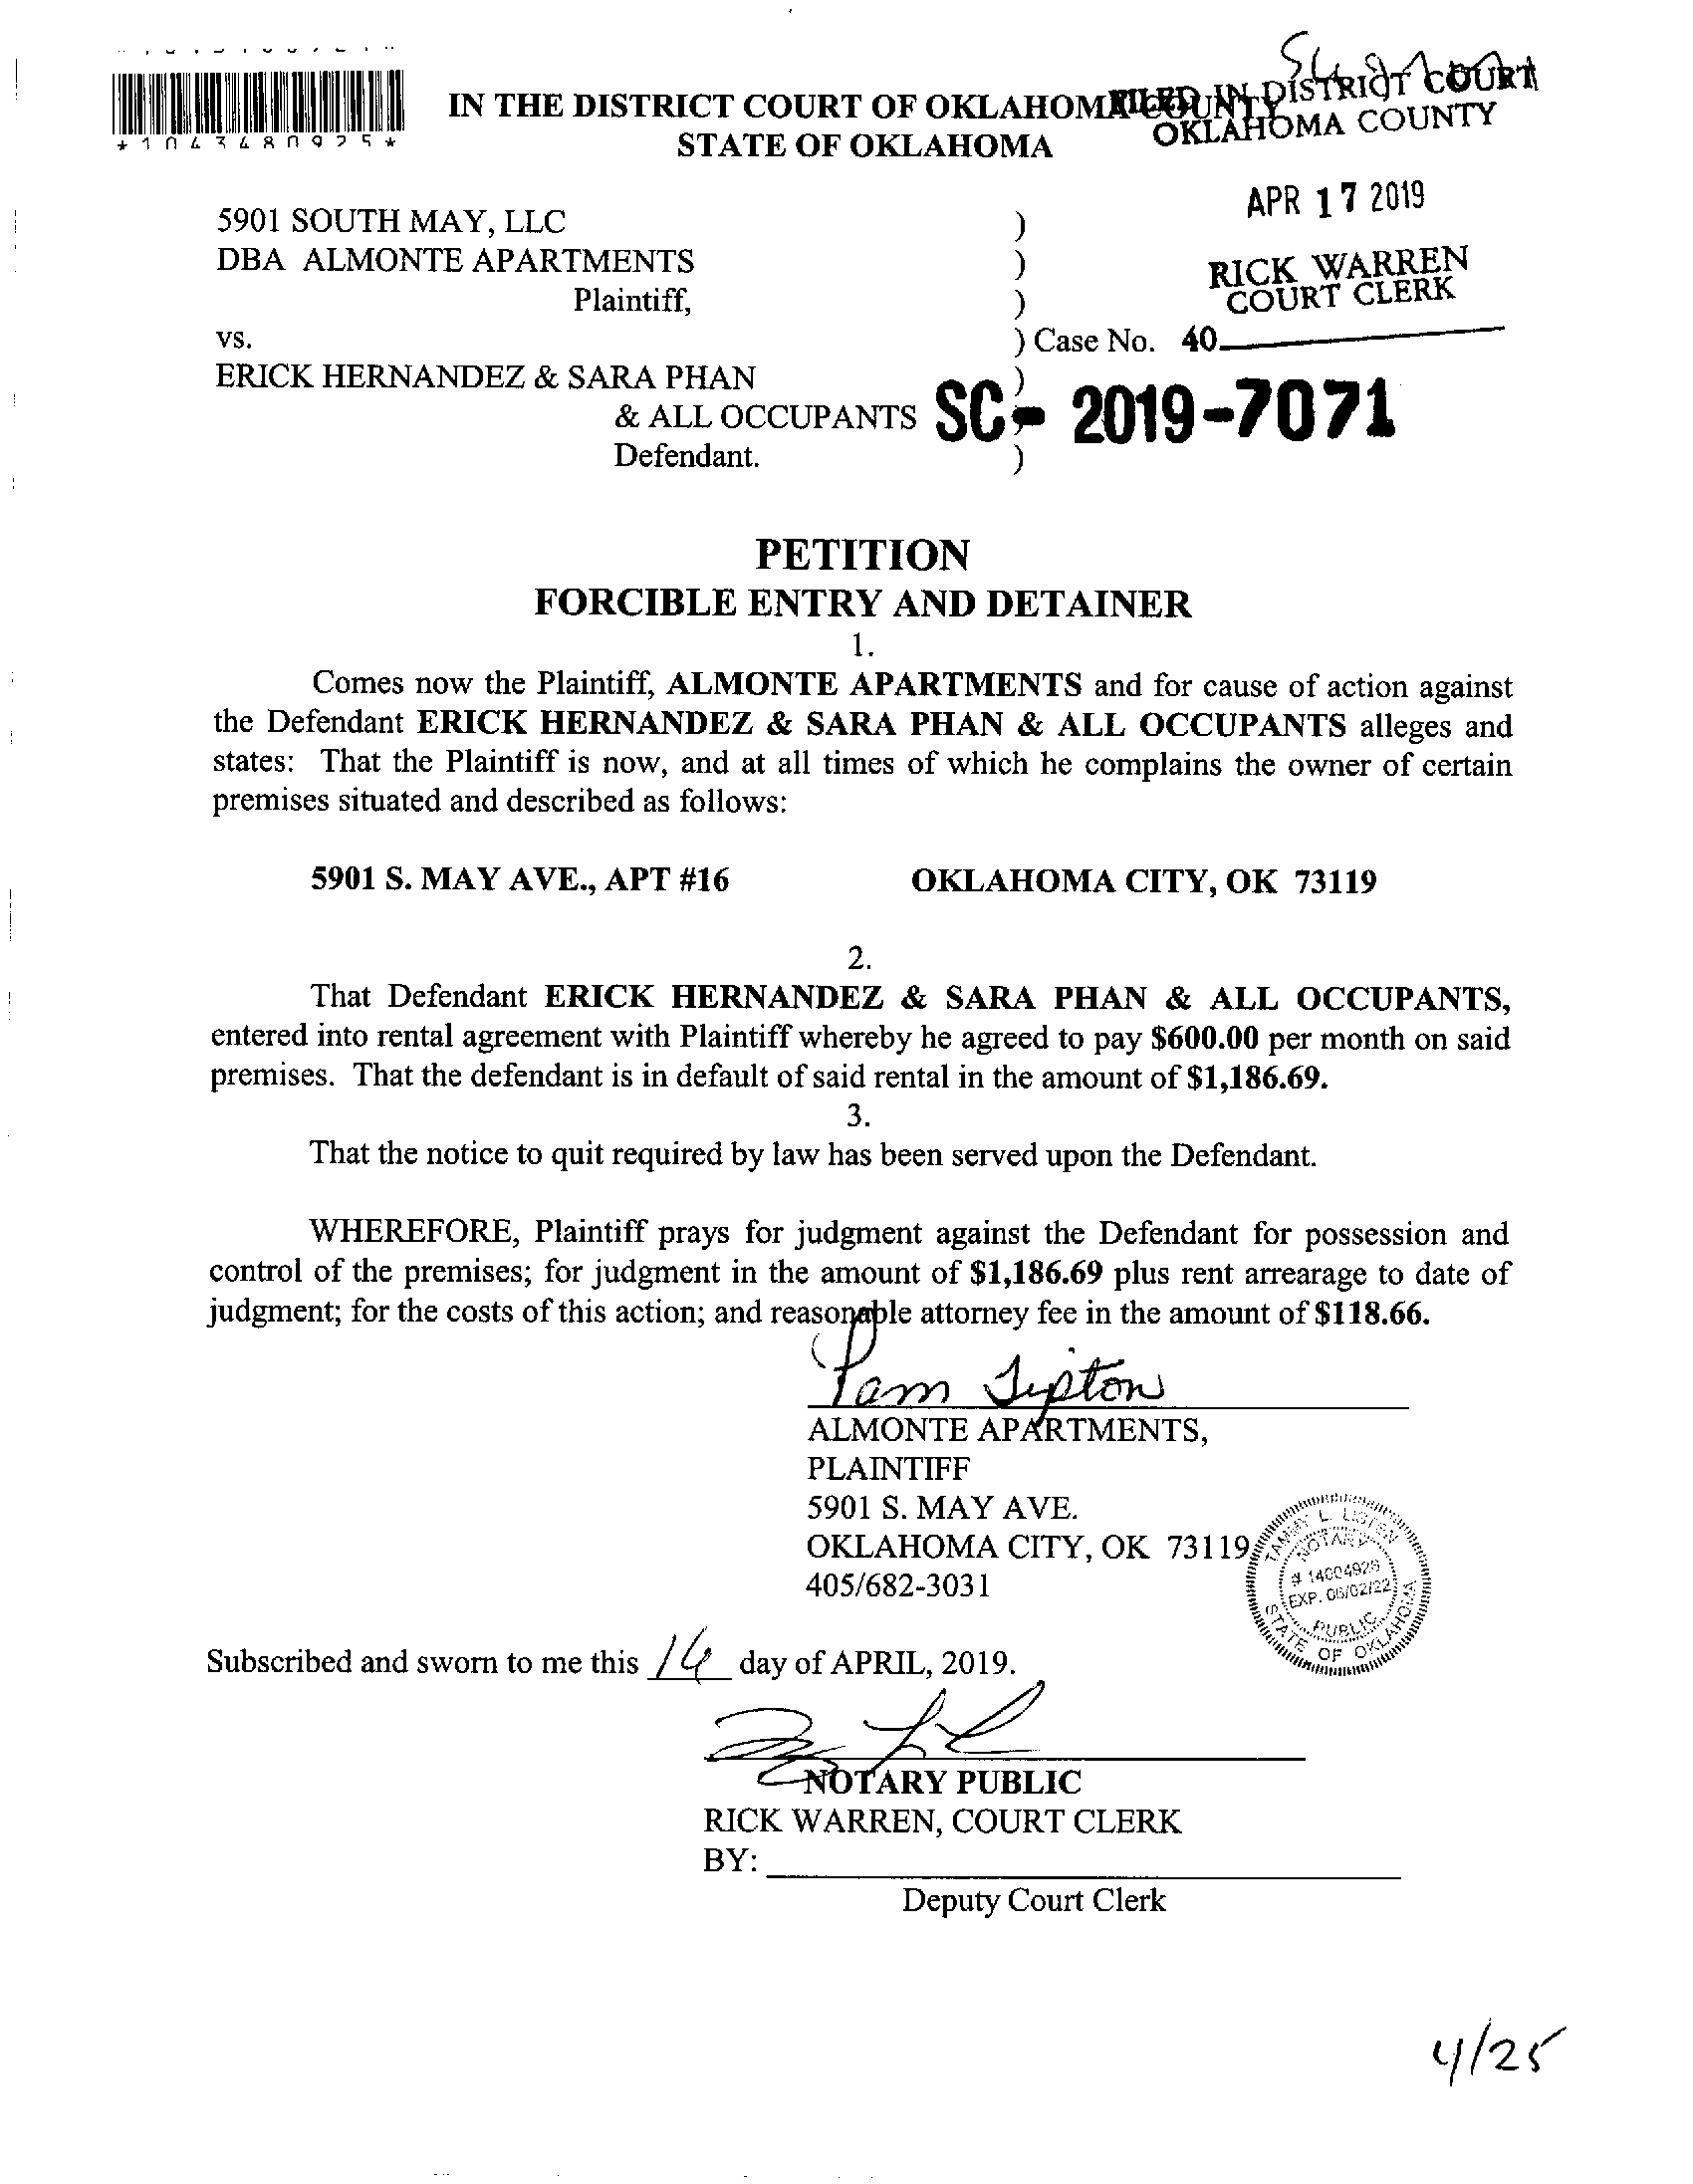 *1043480925*
IN THE DISTRICT COURT OF OKLAHOMA COUNTY
STATE OF OKLAHOMA
FILED IN DISTRICT COURT
OKLAHOMA COUNTY
APR 17 2019
RICK WARREN
COURT CLERK
5901 SOUTH MAY, LLC )
DBA ALMONTE APARTMENTS )
Plaintiff, )
vs. ) Case No. 40
ERICK HERNANDEZ & SARA PHAN )
& ALL OCCUPANTS SC- 2019-7071
Defendant. )
PETITION
FORCIBLE ENTRY AND DETAINER
1.
Comes now the Plaintiff, ALMONTE APARTMENTS and for cause of action against
the Defendant ERICK HERNANDEZ & SARA PHAN & ALL OCCUPANTS alleges and
states: That the Plaintiff is now, and at all times of which he complains the owner of certain
premises situated and described as follows:
5901 S. MAY AVE., APT #16 OKLAHOMA CITY, OK 73119
2.
That Defendant ERICK HERNANDEZ & SARA PHAN & ALL OCCUPANTS,
entered into rental agreement with Plaintiff whereby he agreed to pay $600.00 per month on said
premises. That the defendant is in default of said rental in the amount of $1,186.69.
3.
That the notice to quit required by law has been served upon the Defendant.
WHEREFORE, Plaintiff prays for judgment against the Defendant for possession and
control of the premises; for judgment in the amount of $1,186.69 plus rent arrearage to date of
judgment; for the costs of this action; and reasonable attorney fee in the amount of $118.66.
Pam Tipton
ALMONTE APARTMENTS,
PLAINTIFF
5901 S. MAY AVE.
OKLAHOMA CITY, OK 73119
405/682-3031
TAMMY L.
NOTARY
# 14004929
EXP. 06/02/22
PUBLIC
STATE OF OKLAHOMA
Subscribed and sworn to me this day of APRIL, 2019.
NOTARY PUBLIC
RICK WARREN, COURT CLERK
BY:
Deputy Court Clerk
4/25